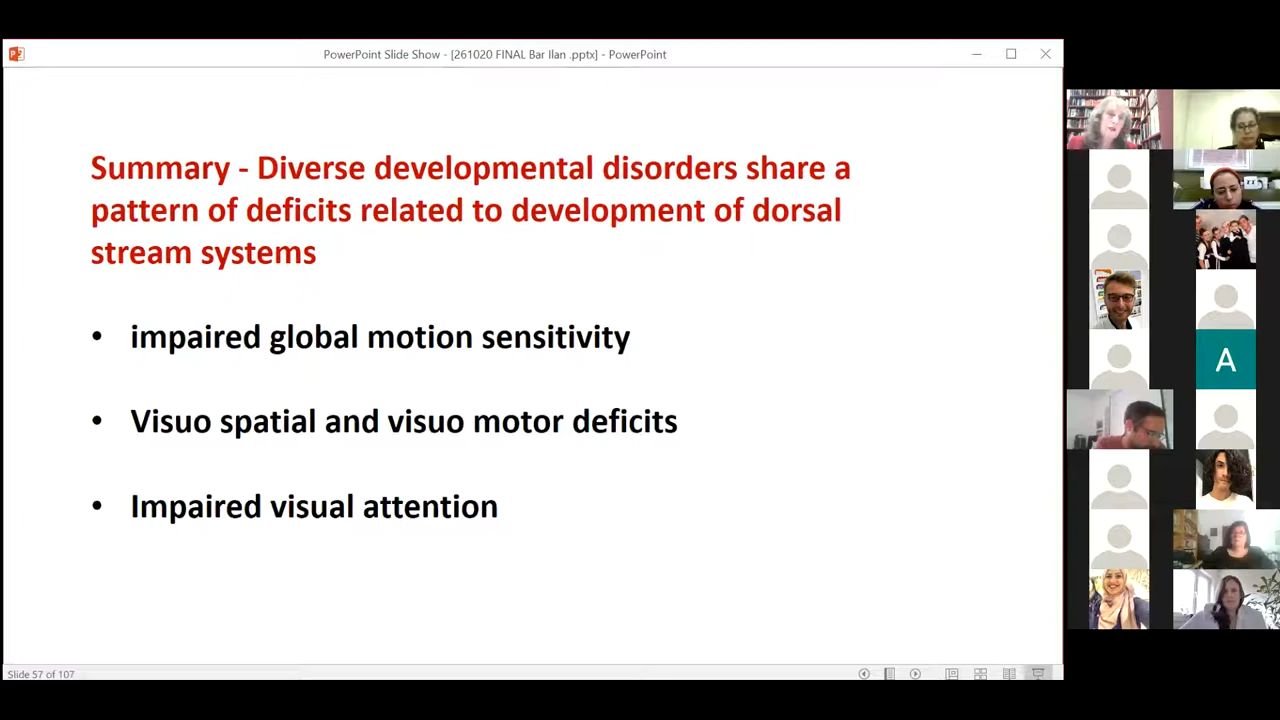 PowerPoint Slide Show - [261020 FINAL Bar Ilan .pptx] - PowerPoint
Summary - Diverse developmental disorders share a
pattern of deficits related to development of dorsal
stream systems
• impaired global motion sensitivity
• Visuo spatial and visuo motor deficits
• Impaired visual attention
A
Slide 57 of 107